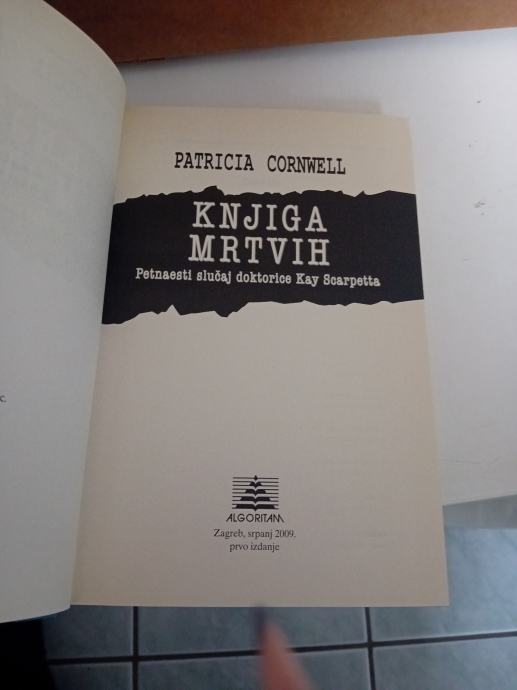 PATRICIA CORNWELL
KNJIGA
MRTVIH
Petnaesti slučaj doktorice Kay Scarpetta
ALGORITAM
Zagreb, srpanj 2009.
prvo izdanje
c.